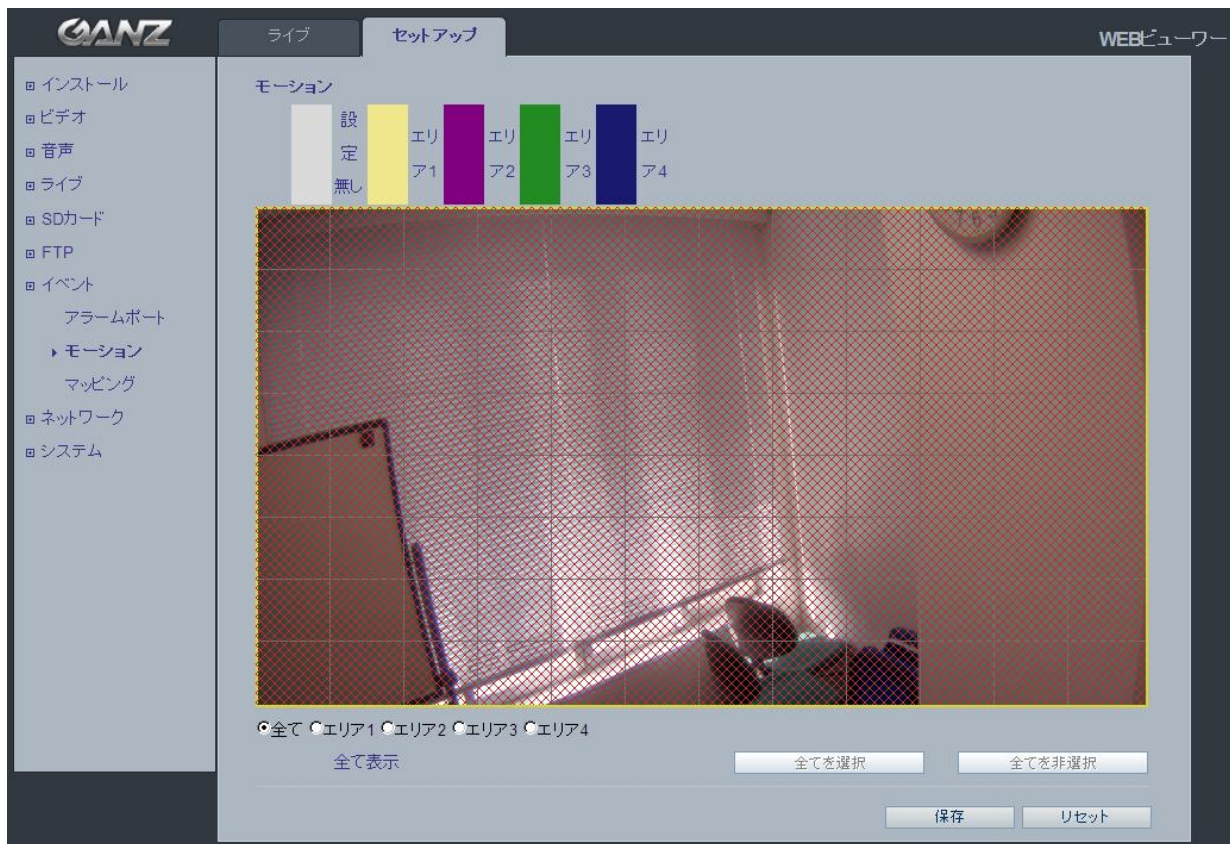 GANZ
ライブ
セットアップ
WEBビューワー
インストール
ビデオ
音声
ライブ
SDカード
FTP
イベント
アラームポート
モーション
マッピング
ネットワーク
システム
モーション
設定無し
エリア1
エリア2
エリア3
エリア4
全て エリア1 エリア2 エリア3 エリア4
全て表示
全てを選択
全てを非選択
保存
リセット